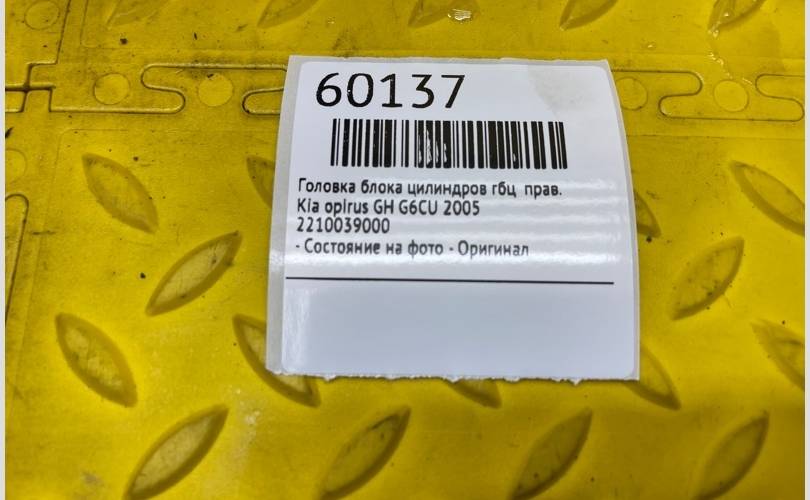 60137
Головка блока цилиндров гбц прав.
Kia opirus GH G6CU 2005
2210039000
- Состояние на фото - Оригинал